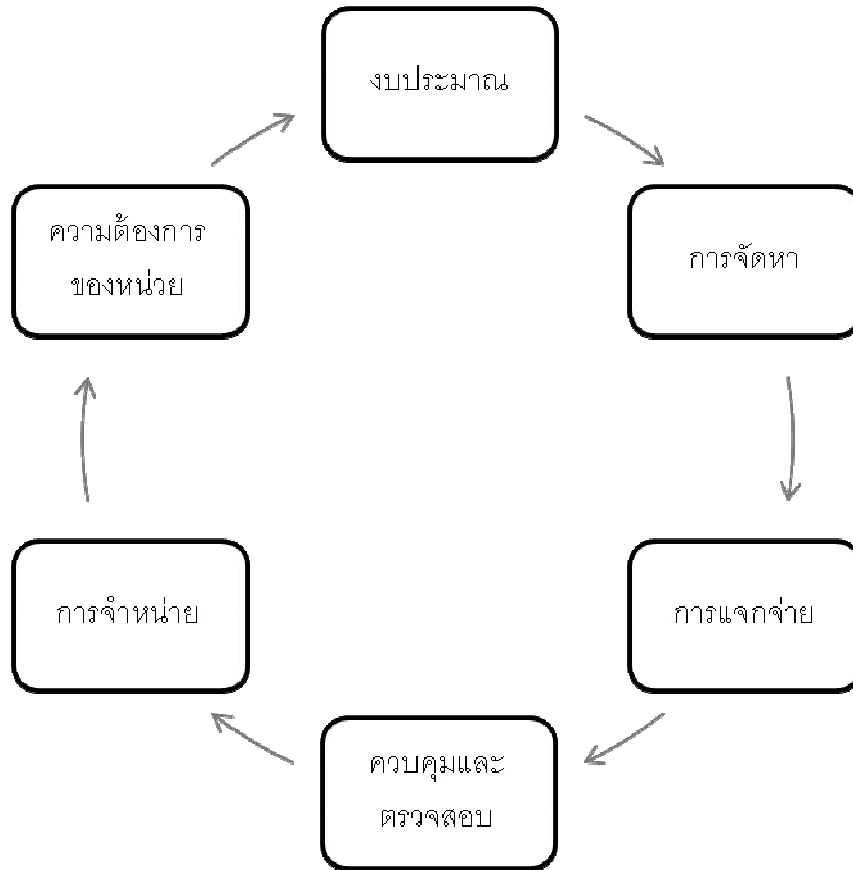 งบประมาณ
การจัดหา
การแจกจ่าย
ควบคุมและ
ตรวจสอบ
การจำหน่าย
ความต้องการ
ของหน่วย